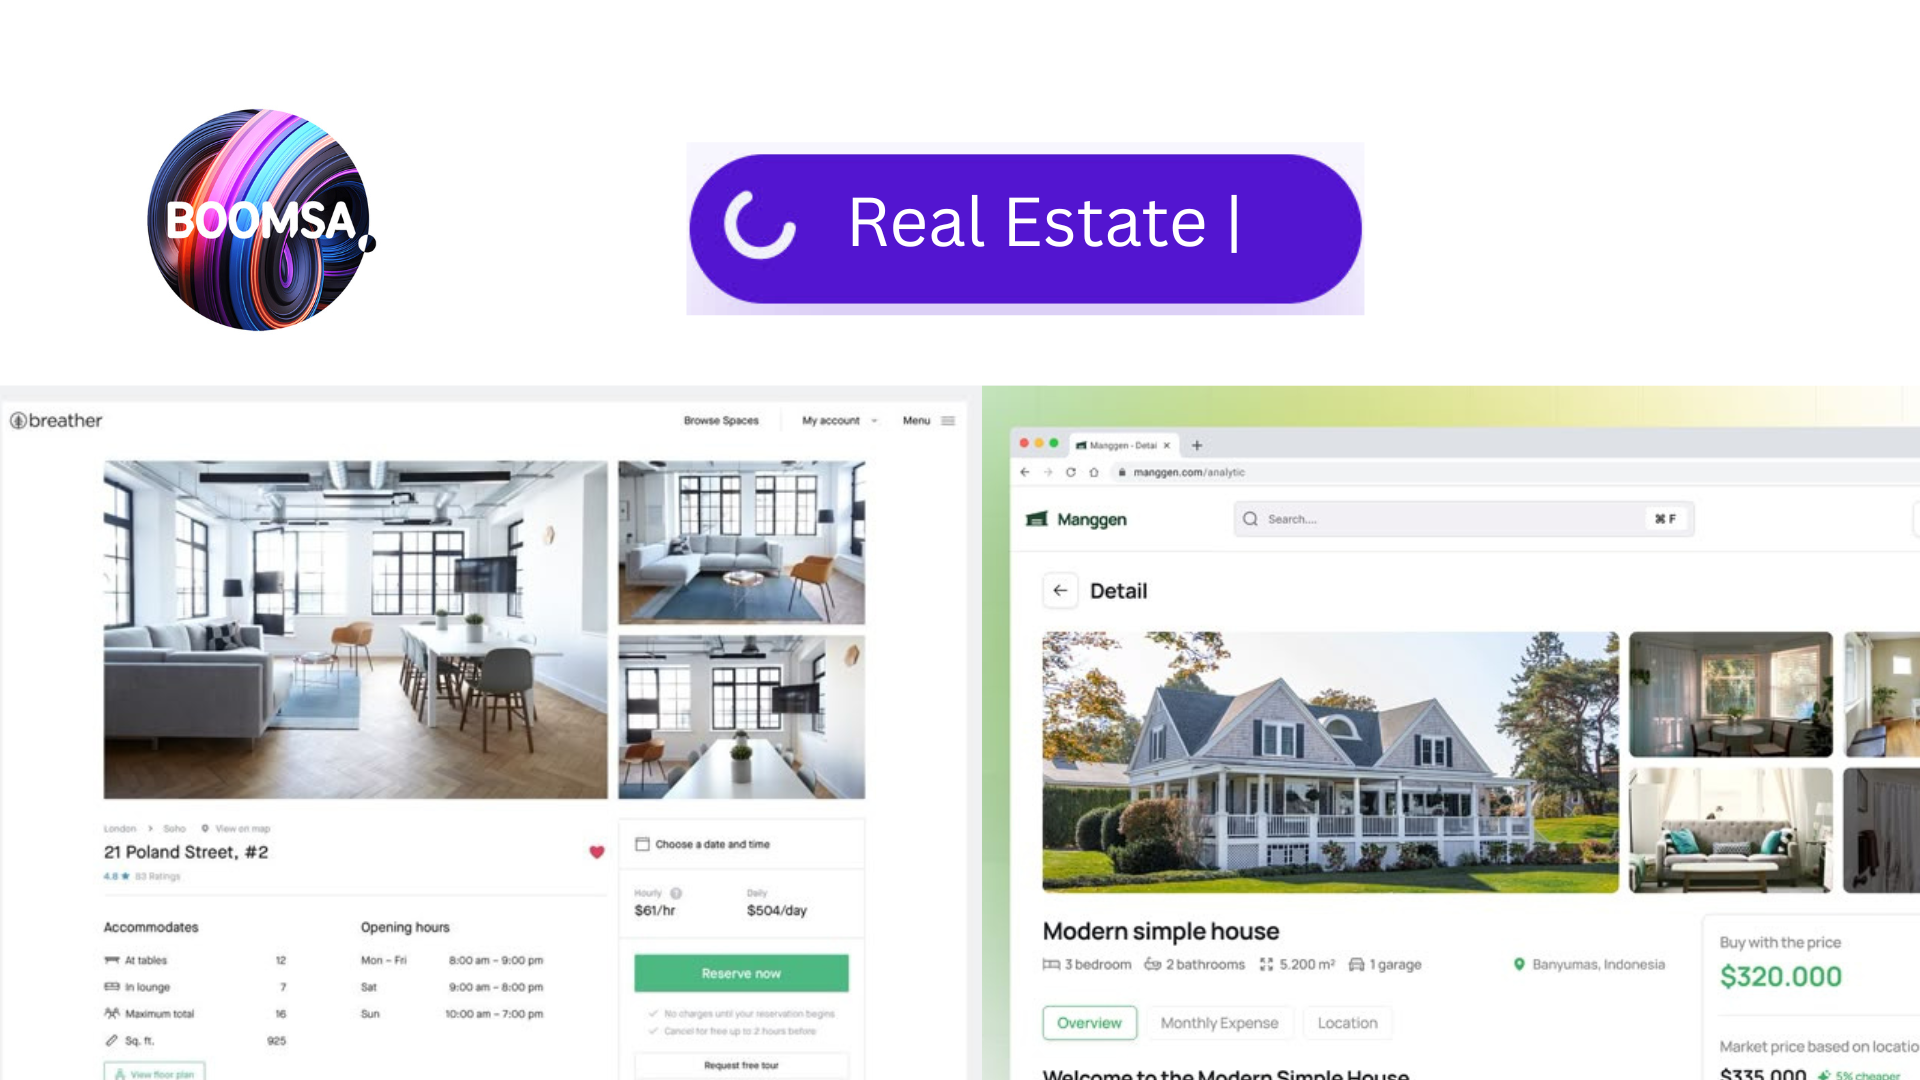 BOOMSA.
Real Estate |
breather
Browse Spaces
My account
Menu
London > Soho View on map
21 Poland Street, #2
4.8 ★ 83 Ratings
Accommodates
At tables 12
In lounge 7
Maximum total 16
Sq. ft. 925
View floor plan
Opening hours
Mon – Fri 8:00 am – 9:00 pm
Sat 9:00 am – 8:00 pm
Sun 10:00 am – 7:00 pm
Choose a date and time
Hourly ? Daily
$61/hr $504/day
Reserve now
No charges until your reservation begins
Cancel for free up to 2 hours before
Request free tour
Manggen - Detai
manggen.com/analytic
Manggen
Search....
⌘ F
Detail
Modern simple house
3 bedroom 2 bathrooms 5.200 m² 1 garage
Banyumas, Indonesia
Overview
Monthly Expense
Location
Welcome to the Modern Simple House
Buy with the price
$320.000
Market price based on locatio
$335.000 5% cheaper